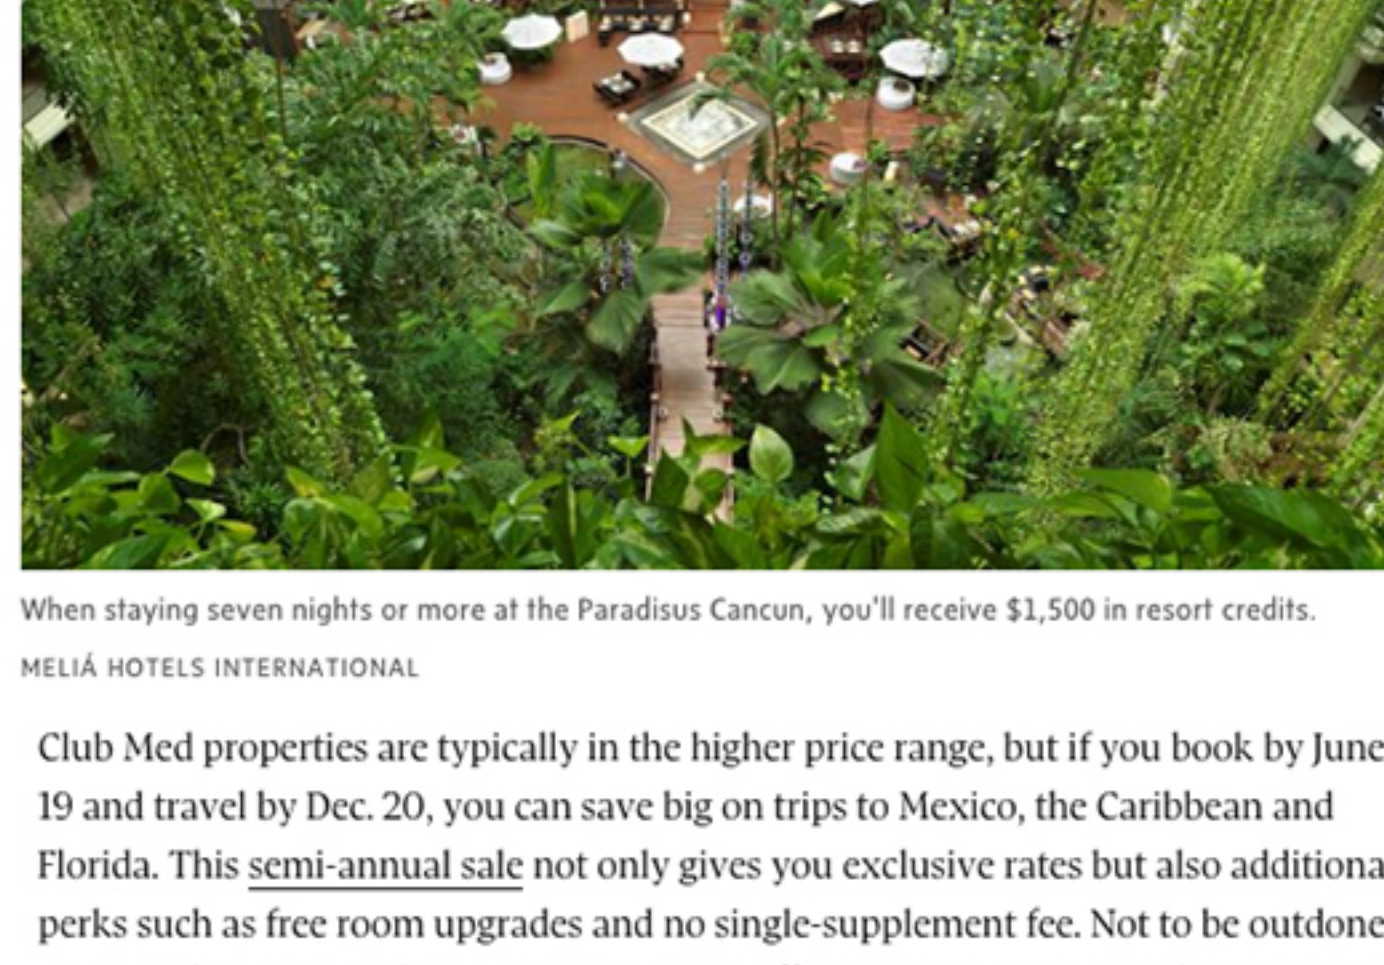 When staying seven nights or more at the Paradisus Cancun, you'll receive $1,500 in resort credits.
MELIÁ HOTELS INTERNATIONAL
Club Med properties are typically in the higher price range, but if you book by June
19 and travel by Dec. 20, you can save big on trips to Mexico, the Caribbean and
Florida. This semi-annual sale not only gives you exclusive rates but also additiona
perks such as free room upgrades and no single-supplement fee. Not to be outdone